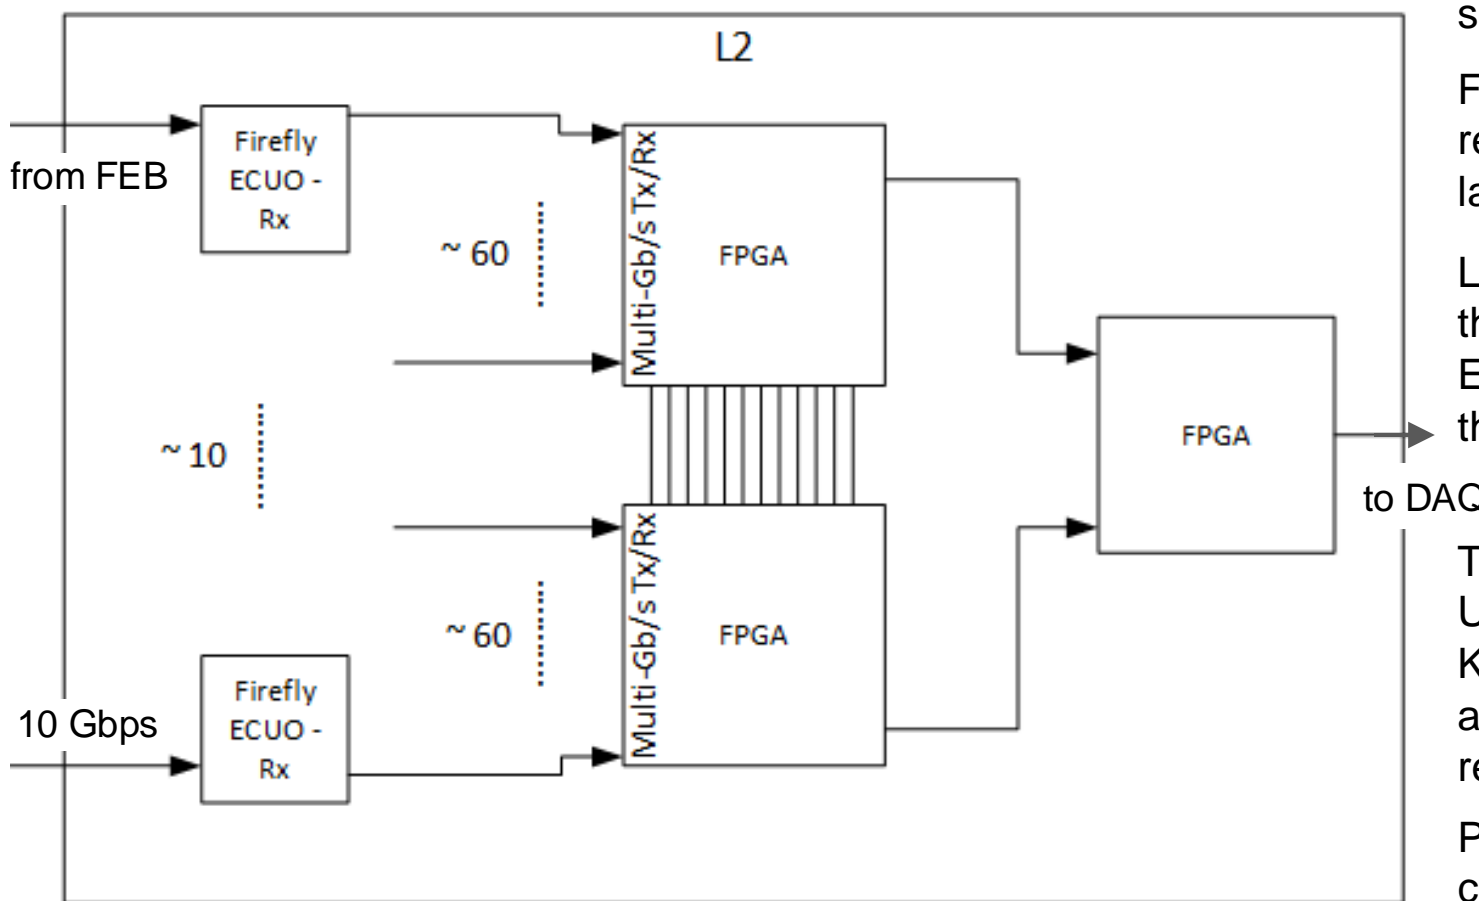 L2
Firefly
ECUO -
Rx
from FEB
~ 60
Multi-Gb/s Tx/Rx
FPGA
~ 10
FPGA
to DAQ
~ 60
Multi-Gb/s Tx/Rx
FPGA
Firefly
ECUO -
Rx
10 Gbps